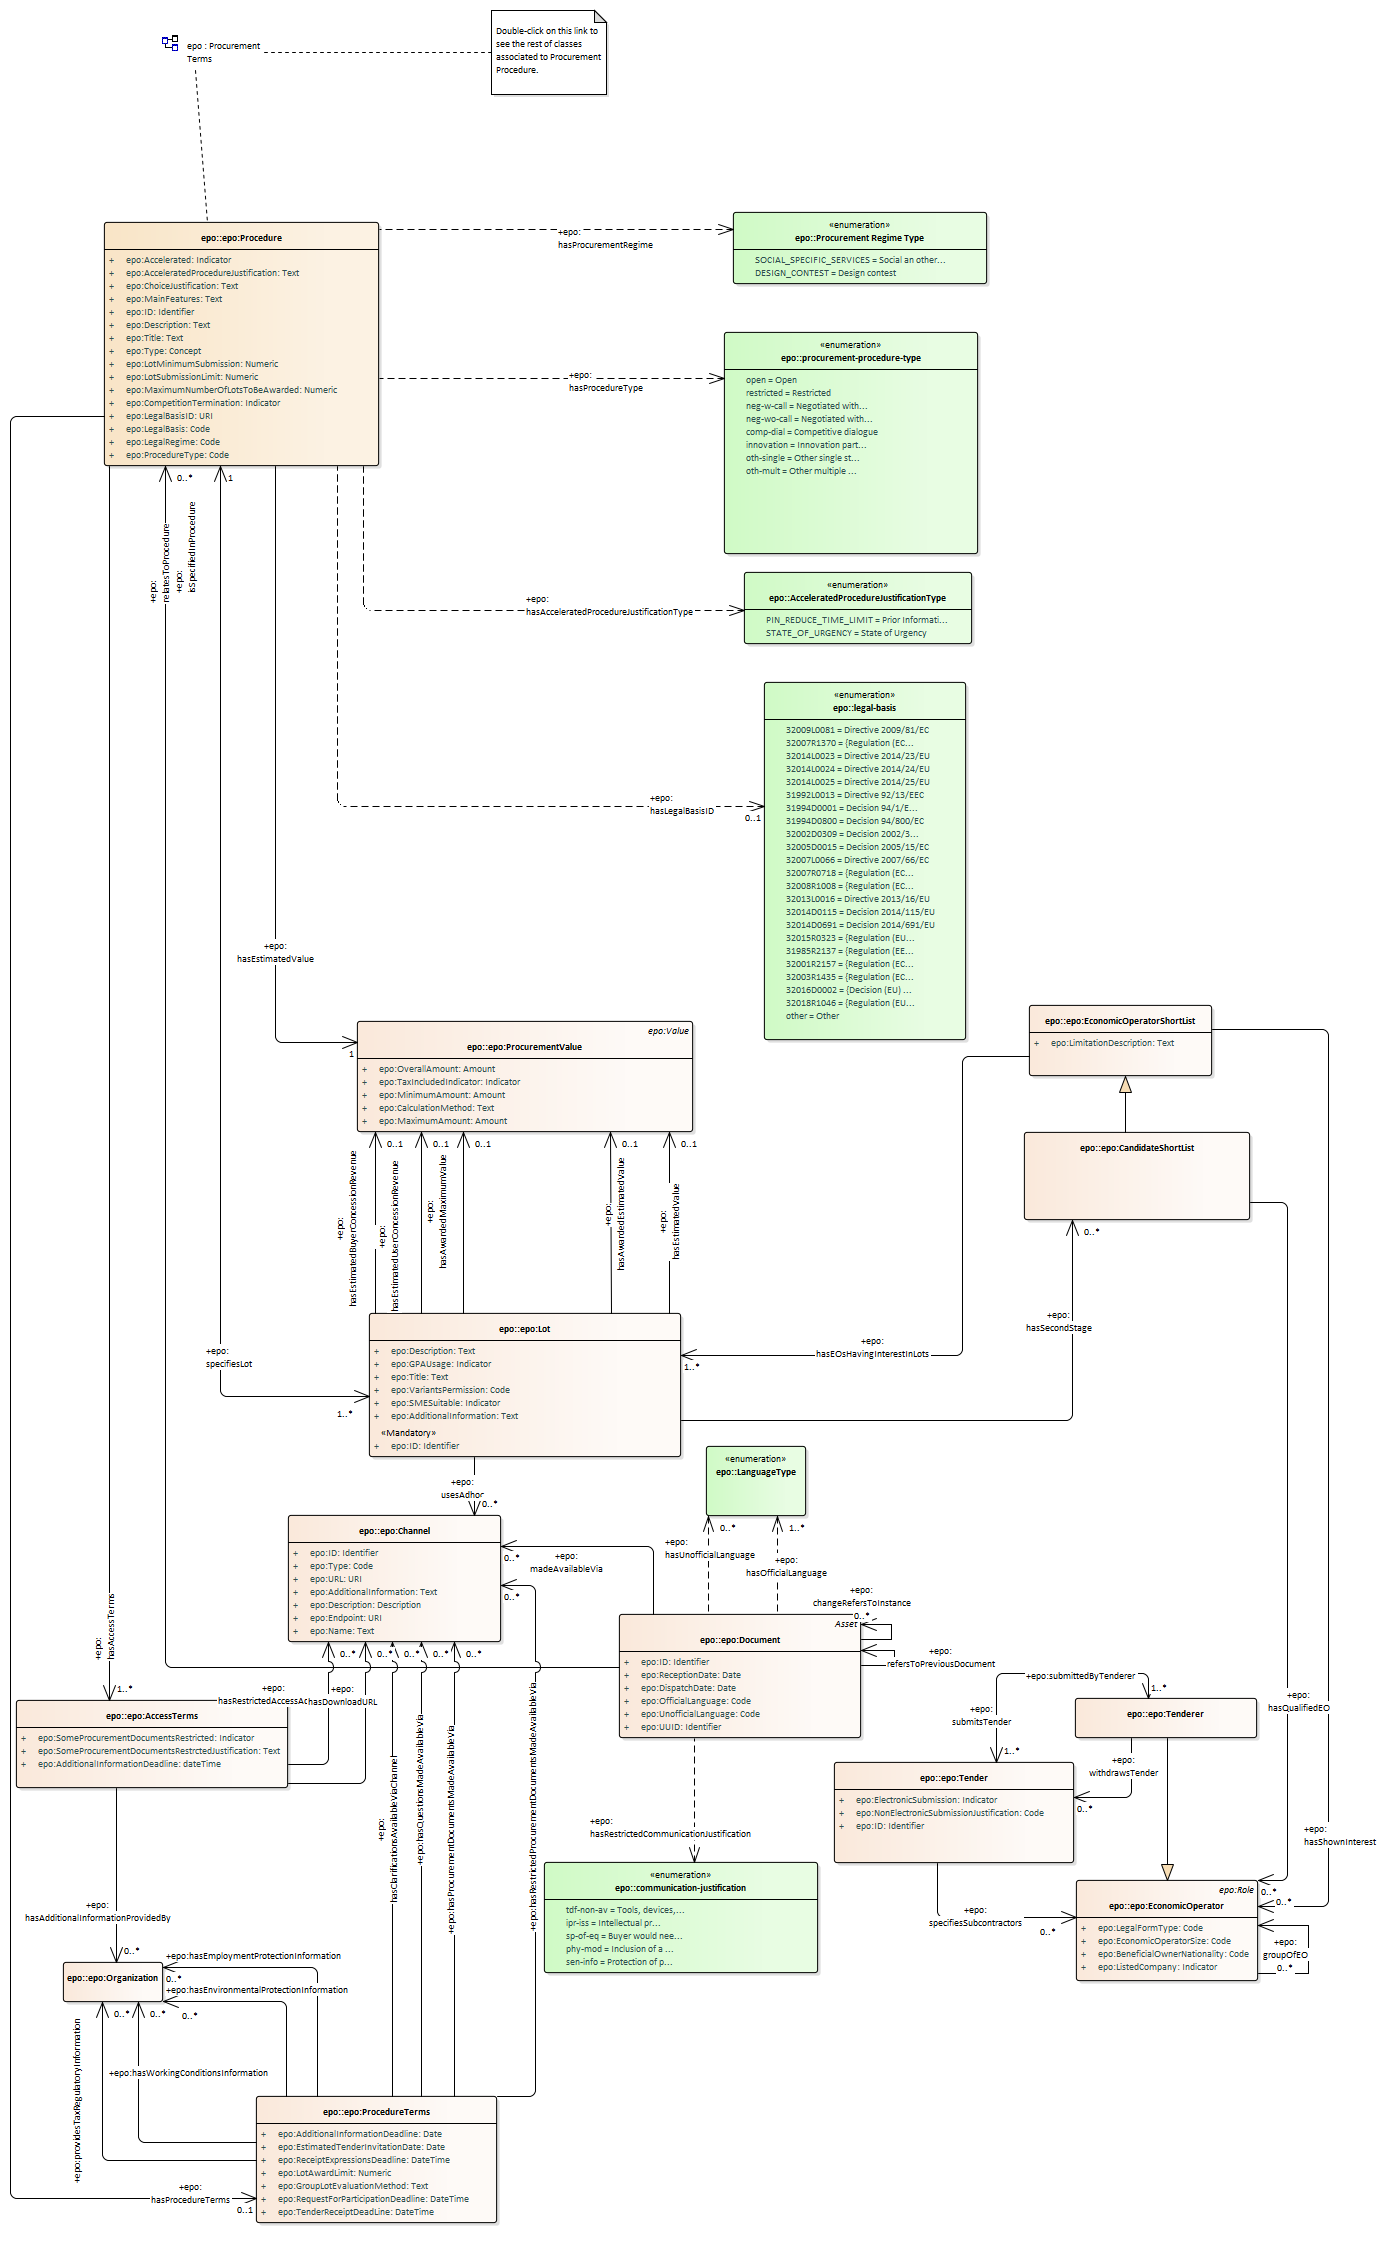 epo : Procurement
Terms
Double-click on this link to
see the rest of classes
associated to Procurement
Procedure.
epo::epo:Procedure
+ epo:Accelerated: Indicator
+ epo:AcceleratedProcedureJustification: Text
+ epo:ChoiceJustification: Text
+ epo:MainFeatures: Text
+ epo:ID: Identifier
+ epo:Description: Text
+ epo:Title: Text
+ epo:Type: Concept
+ epo:LotMinimumSubmission: Numeric
+ epo:LotSubmissionLimit: Numeric
+ epo:MaximumNumberOfLotsToBeAwarded: Numeric
+ epo:CompetitionTermination: Indicator
+ epo:LegalBasisID: URI
+ epo:LegalBasis: Code
+ epo:LegalRegime: Code
+ epo:ProcedureType: Code
+epo:
hasProcurementRegime
«enumeration»
epo::Procurement Regime Type
SOCIAL_SPECIFIC_SERVICES = Social an other...
DESIGN_CONTEST = Design contest
+epo:
hasProcedureType
«enumeration»
epo::procurement-procedure-type
open = Open
restricted = Restricted
neg-w-call = Negotiated with...
neg-wo-call = Negotiated with...
comp-dial = Competitive dialogue
innovation = Innovation part...
oth-single = Other single st...
oth-mult = Other multiple ...
0..*
1
+epo:
relatesToProcedure
+epo:
isSpecifiedInProcedure
+epo:
hasAcceleratedProcedureJustificationType
«enumeration»
epo::AcceleratedProcedureJustificationType
PIN_REDUCE_TIME_LIMIT = Prior Informati...
STATE_OF_URGENCY = State of Urgency
+epo:
hasLegalBasisID
0..1
«enumeration»
epo::legal-basis
32009L0081 = Directive 2009/81/EC
32007R1370 = {Regulation (EC...
32014L0023 = Directive 2014/23/EU
32014L0024 = Directive 2014/24/EU
32014L0025 = Directive 2014/25/EU
31992L0013 = Directive 92/13/EEC
31994D0001 = Decision 94/1/E...
31994D0800 = Decision 94/800/EC
32002D0309 = Decision 2002/3...
32005D0015 = Decision 2005/15/EC
32007L0066 = Directive 2007/66/EC
32007R0718 = {Regulation (EC...
32008R1008 = {Regulation (EC...
32013L0016 = Directive 2013/16/EU
32014D0115 = Decision 2014/115/EU
32014D0691 = Decision 2014/691/EU
32015R0323 = {Regulation (EU...
31985R2137 = {Regulation (EE...
32001R2157 = {Regulation (EC...
32003R1435 = {Regulation (EC...
32016D0002 = {Decision (EU) ...
32018R1046 = {Regulation (EU...
other = Other
+epo:
hasEstimatedValue
1
epo:Value
epo::epo:ProcurementValue
+ epo:OverallAmount: Amount
+ epo:TaxIncludedIndicator: Indicator
+ epo:MinimumAmount: Amount
+ epo:CalculationMethod: Text
+ epo:MaximumAmount: Amount
epo::epo:EconomicOperatorShortList
+ epo:LimitationDescription: Text
epo::epo:CandidateShortList
0..*
0..1
0..1
0..1
0..1
0..1
+epo:
hasEstimatedBuyerConcessionRevenue
+epo:
hasEstimatedUserConcessionRevenue
+epo:
hasAwardedMaximumValue
+epo:
hasAwardedEstimatedValue
+epo:
hasEstimatedValue
+epo:
hasSecondStage
+epo:
hasEOsHavingInterestInLots
1..*
+epo:
specifiesLot
1..*
epo::epo:Lot
+ epo:Description: Text
+ epo:GPAUsage: Indicator
+ epo:Title: Text
+ epo:VariantsPermission: Code
+ epo:SMESuitable: Indicator
+ epo:AdditionalInformation: Text
«Mandatory»
+ epo:ID: Identifier
+epo:
usesAdhoc
0..*
«enumeration»
epo::LanguageType
0..*
1..*
+epo:
hasUnofficialLanguage
+epo:
hasOfficialLanguage
epo::epo:Channel
+ epo:ID: Identifier
+ epo:Type: Code
+ epo:URL: URI
+ epo:AdditionalInformation: Text
+ epo:Description: Description
+ epo:Endpoint: URI
+ epo:Name: Text
0..*
+epo:
madeAvailableVia
0..*
0..*
0..*
0..*
0..*
0..*
+epo:
changeRefersToInstance
0..*
Asset
epo::epo:Document
+ epo:ID: Identifier
+ epo:ReceptionDate: Date
+ epo:DispatchDate: Date
+ epo:OfficialLanguage: Code
+ epo:UnofficialLanguage: Code
+ epo:UUID: Identifier
+epo:
refersToPreviousDocument
+epo:
hasAccessTerms
1..*
+epo:
hasRestrictedAccessAc
+epo:
hasDownloadURL
epo::epo:AccessTerms
+ epo:SomeProcurementDocumentsRestricted: Indicator
+ epo:SomeProcurementDocumentsRestrctedJustification: Text
+ epo:AdditionalInformationDeadline: dateTime
+epo:submittedByTenderer
1..*
+epo:
submitsTender
1..*
epo::epo:Tenderer
+epo:
withdrawsTender
0..*
epo::epo:Tender
+ epo:ElectronicSubmission: Indicator
+ epo:NonElectronicSubmissionJustification: Code
+ epo:ID: Identifier
+epo:
hasQualifiedEO
+epo:
hasShownInterest
+epo:
hasRestrictedCommunicationJustification
«enumeration»
epo::communication-justification
tdf-non-av = Tools, devices,...
ipr-iss = Intellectual pr...
sp-of-eq = Buyer would nee...
phy-mod = Inclusion of a ...
sen-info = Protection of p...
+epo:
specifiesSubcontractors
0..*
0..*
0..*
epo:Role
epo::epo:EconomicOperator
+ epo:LegalFormType: Code
+ epo:EconomicOperatorSize: Code
+ epo:BeneficialOwnerNationality: Code
+ epo:ListedCompany: Indicator
+epo:
groupOfEO
0..*
+epo:
hasClarificationsAvailableViaChannel
+epo:hasQuestionsMadeAvailableVia
+epo:hasProcurementDocumentsMadeAvailableVia
+epo:hasRestrictedProcurementDocumentsMadeAvailableVia
+epo:
hasAdditionalInformationProvidedBy
0..*
epo::epo:Organization
+epo:hasEmploymentProtectionInformation
0..*
+epo:hasEnvironmentalProtectionInformation
0..*
0..*
0..*
+epo:hasWorkingConditionsInformation
+epo:providesTaxRegulatoryInformation
+epo:
hasProcedureTerms
0..1
epo::epo:ProcedureTerms
+ epo:AdditionalInformationDeadline: Date
+ epo:EstimatedTenderInvitationDate: Date
+ epo:ReceiptExpressionsDeadline: DateTime
+ epo:LotAwardLimit: Numeric
+ epo:GroupLotEvaluationMethod: Text
+ epo:RequestForParticipationDeadline: DateTime
+ epo:TenderReceiptDeadLine: DateTime